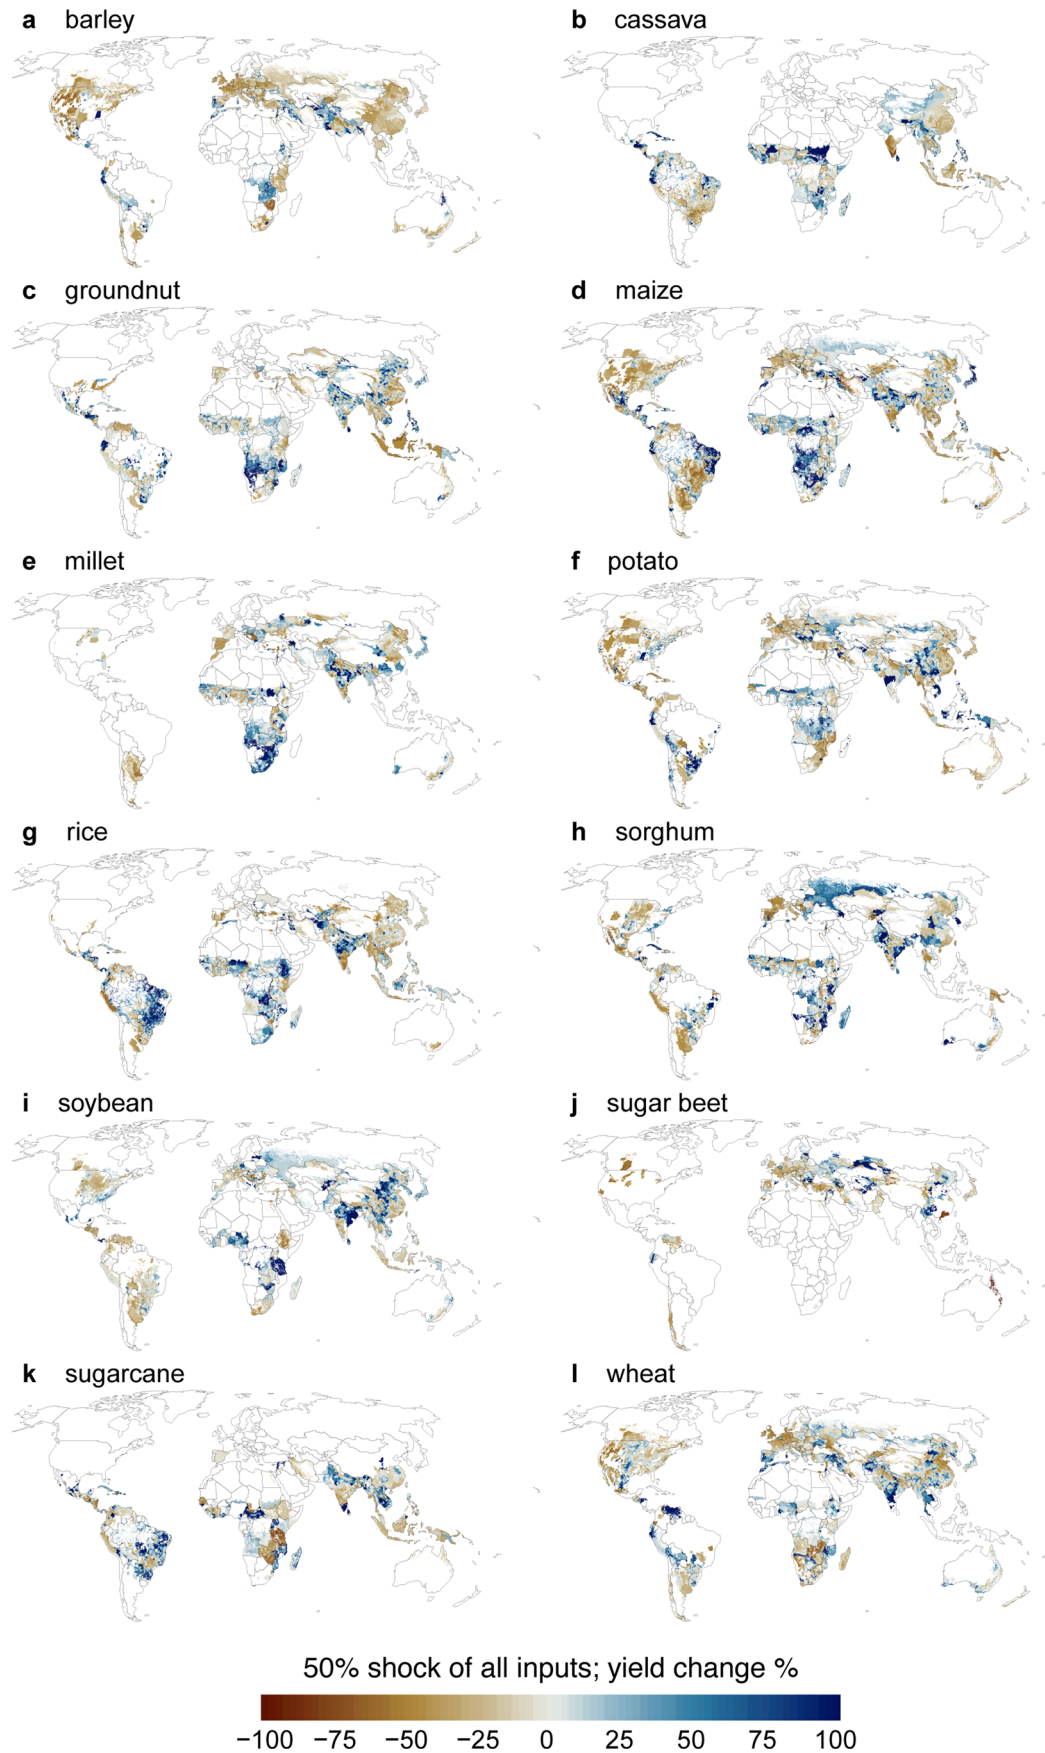 a barley
b cassava
c groundnut
d maize
e millet
f potato
g rice
h sorghum
i soybean
j sugar beet
k sugarcane
l wheat
50% shock of all inputs; yield change %
−100 −75 −50 −25 0 25 50 75 100